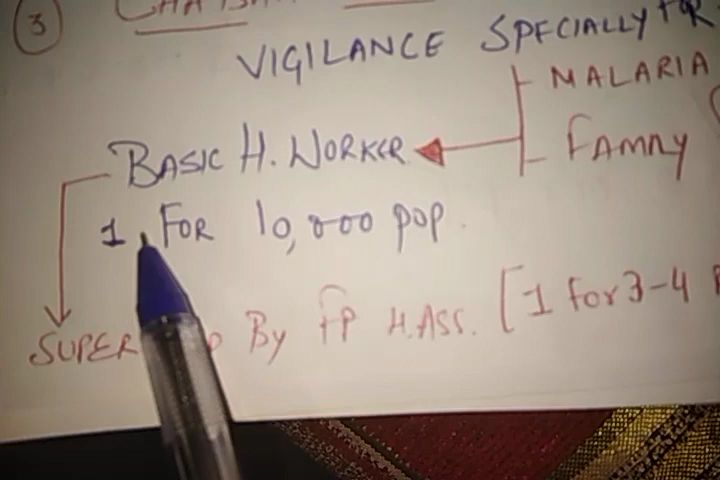 3
VIGILANCE SPECIALLY FOR
MALARIA
BASIC H. WORKER
FAMILY
1 FOR 10,000 POP.
By FP H.ASS. [1 for 3-4